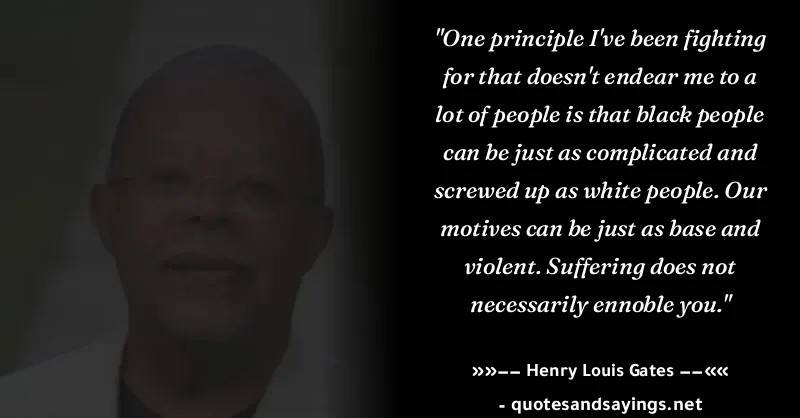 "One principle I've been fighting
for that doesn't endear me to a
lot of people is that black people
can be just as complicated and
screwed up as white people. Our
motives can be just as base and
violent. Suffering does not
necessarily ennoble you."
»»−− Henry Louis Gates −−««
- quotesandsayings.net